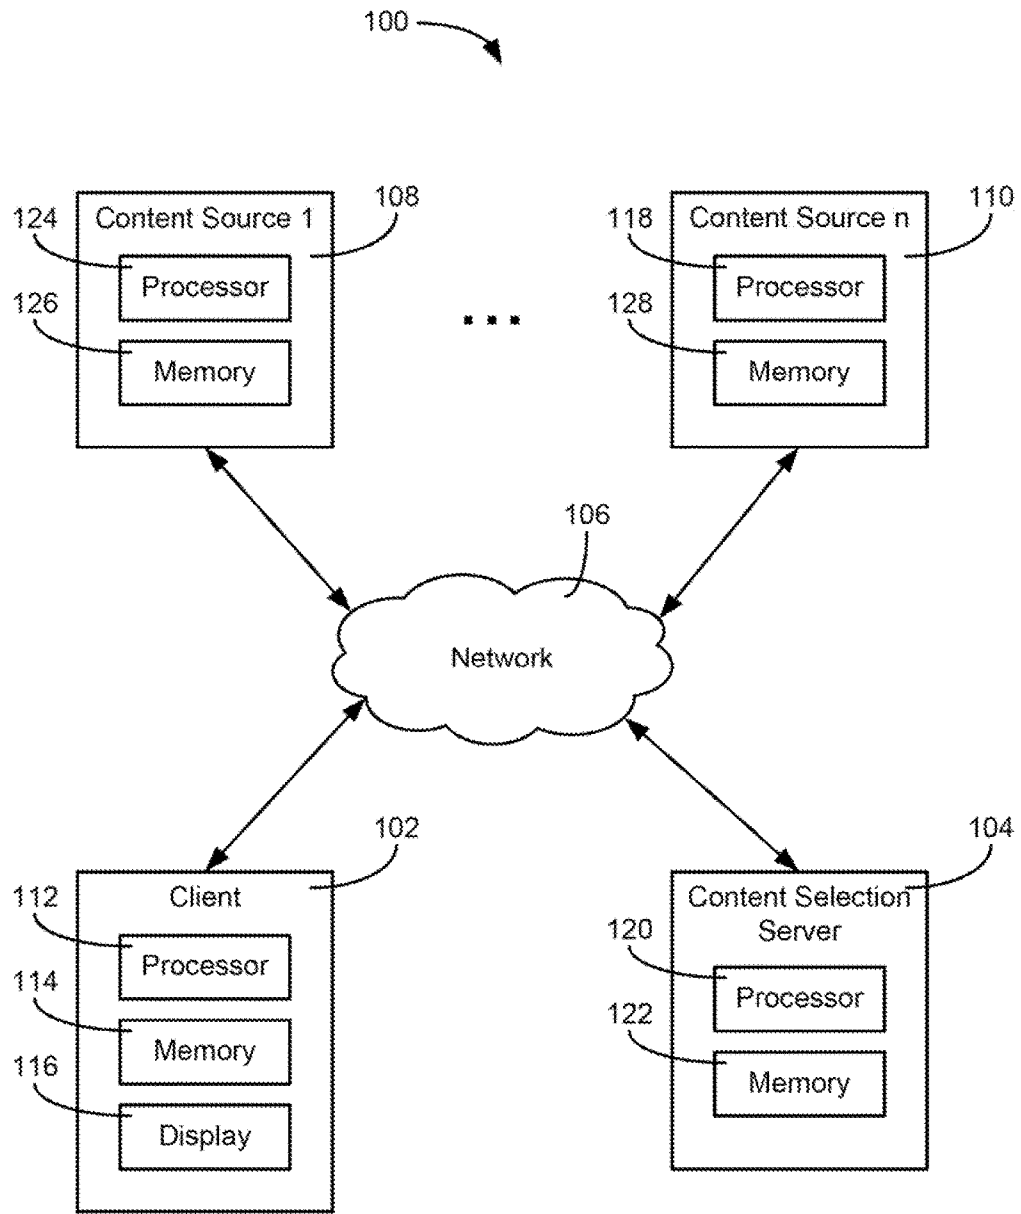 100
Content Source 1
108
124
Processor
126
Memory
...
Content Source n
110
118
Processor
128
Memory
106
Network
102
Client
112
Processor
114
Memory
116
Display
104
Content Selection
Server
120
Processor
122
Memory